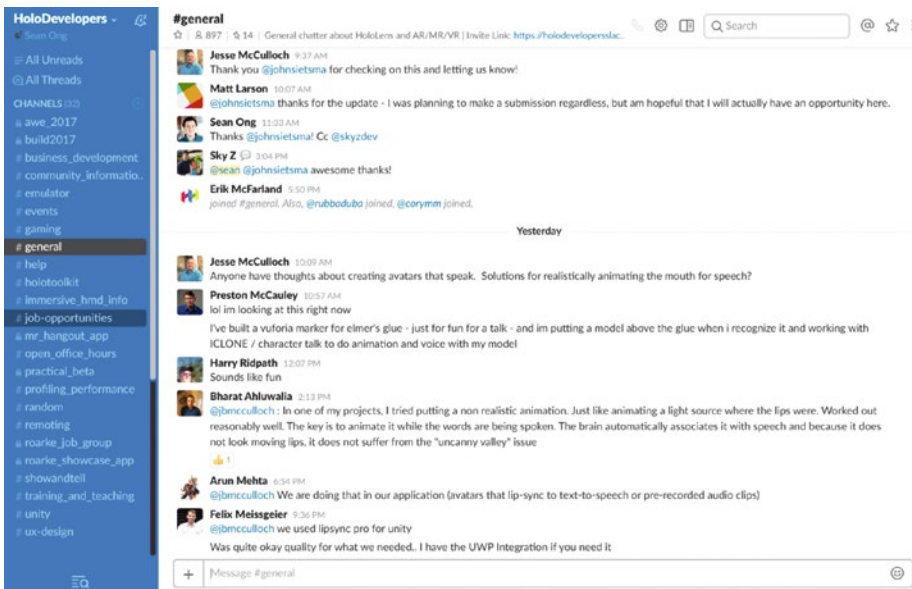 HoloDevelopers
Sean Ong
All Unreads
All Threads
CHANNELS (32)
awe_2017
build2017
# business_development
# community_informatio..
# emulator
# events
# gaming
# general
# help
# holotoolkit
# immersive_hmd_info
# job-opportunities
mr_hangout_app
# open_office_hours
practical_beta
# profiling_performance
# random
# remoting
roarke_job_group
roarke_showcase_app
# showandtell
# training_and_teaching
# unity
# ux-design
#general
897 | 14 | General chatter about HoloLens and AR/MR/VR | Invite Link: https://holodevelopersslac..
Search
Jesse McCulloch 9:37 AM
Thank you @johnsietsma for checking on this and letting us know!
Matt Larson 10:07 AM
@johnsietsma thanks for the update - I was planning to make a submission regardless, but am hopeful that I will actually have an opportunity here.
Sean Ong 11:03 AM
Thanks @johnsietsma! Cc @skyzdev
Sky Z 3:04 PM
@sean @johnsietsma awesome thanks!
Erik McFarland 5:50 PM
joined #general. Also, @rubbaduba joined, @corymm joined.
Yesterday
Jesse McCulloch 10:09 AM
Anyone have thoughts about creating avatars that speak. Solutions for realistically animating the mouth for speech?
Preston McCauley 10:57 AM
lol im looking at this right now
I've built a vuforia marker for elmer's glue - just for fun for a talk - and im putting a model above the glue when i recognize it and working with
ICLONE / character talk to do animation and voice with my model
Harry Ridpath 12:07 PM
Sounds like fun
Bharat Ahluwalia 2:13 PM
@jbmcculloch : In one of my projects, I tried putting a non realistic animation. Just like animating a light source where the lips were. Worked out
reasonably well. The key is to animate it while the words are being spoken. The brain automatically associates it with speech and because it does
not look moving lips, it does not suffer from the "uncanny valley" issue
1
Arun Mehta 6:54 PM
@jbmcculloch We are doing that in our application (avatars that lip-sync to text-to-speech or pre-recorded audio clips)
Felix Meissgeier 9:36 PM
@jbmcculloch we used lipsync pro for unity
Was quite okay quality for what we needed.. I have the UWP Integration if you need it
Message #general